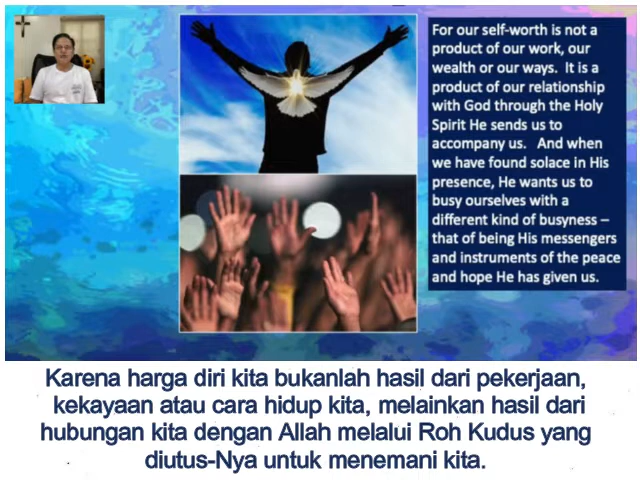 For our self-worth is not a
product of our work, our
wealth or our ways.  It is a
product of our relationship
with God through the Holy
Spirit He sends us to
accompany us.   And when
we have found solace in His
presence, He wants us to
busy ourselves with a
different kind of busyness –
that of being His messengers
and instruments of the peace
and hope He has given us.
Karena harga diri kita bukanlah hasil dari pekerjaan,
kekayaan atau cara hidup kita, melainkan hasil dari
hubungan kita dengan Allah melalui Roh Kudus yang
diutus-Nya untuk menemani kita.